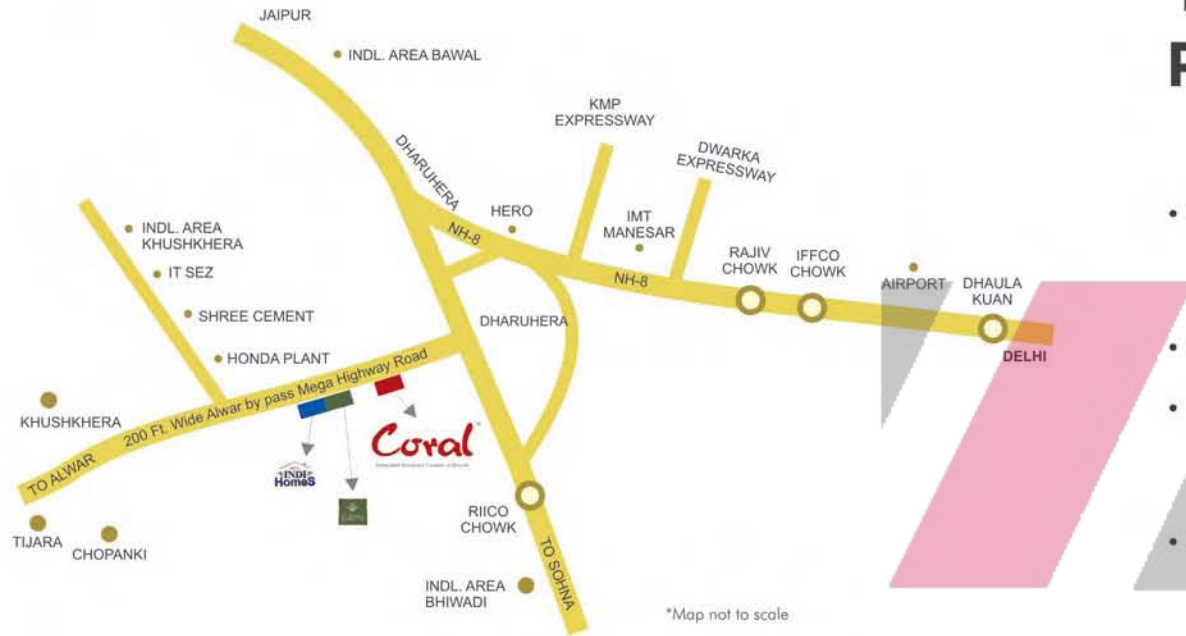 JAIPUR
INDL. AREA BAWAL
KMP
EXPRESSWAY
DWARKA
EXPRESSWAY
DHARUHERA
HERO
NH-8
IMT
MANESAR
RAJIV
CHOWK
IFFCO
CHOWK
AIRPORT
DHAULA
KUAN
NH-8
DELHI
INDL. AREA
KHUSHKHERA
IT SEZ
SHREE CEMENT
HONDA PLANT
DHARUHERA
200 Ft. Wide Alwar by pass Mega Highway Road
KHUSHKHERA
TO ALWAR
Coral
INDI
HomeS
TIJARA
CHOPANKI
RIICO
CHOWK
TO SOHNA
INDL. AREA
BHIWADI
*Map not to scale